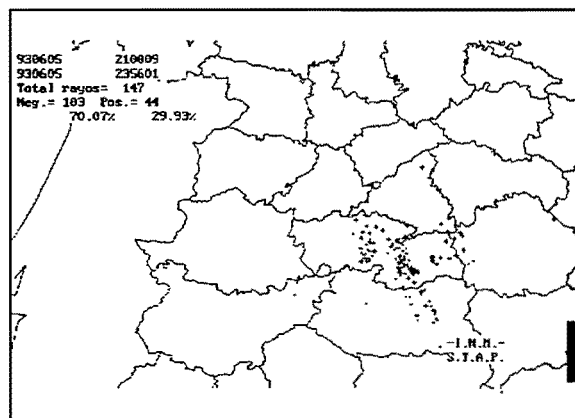 930605 210009
930605 235601
Total rayos= 147
Neg.= 103 Pos.= 44
70.07% 29.93%
-I.N.M.-
S.T.A.P.